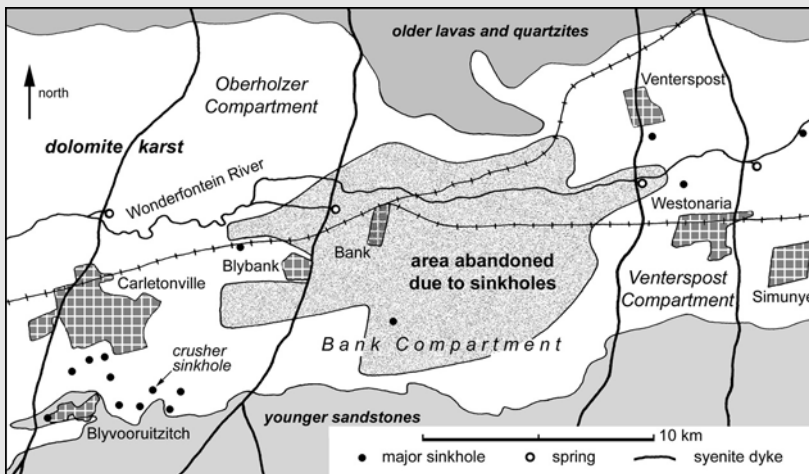 older lavas and quartzites
north
Oberholzer
Compartment
Venterspost
dolomite karst
Wonderfontein River
Westonaria
Bank
Blybank
area abandoned
due to sinkholes
Carletonville
Venterspost
Compartment
Simunye
Bank Compartment
crusher
sinkhole
younger sandstones
Blyvooruitzitch
10 km
major sinkhole
spring
syenite dyke